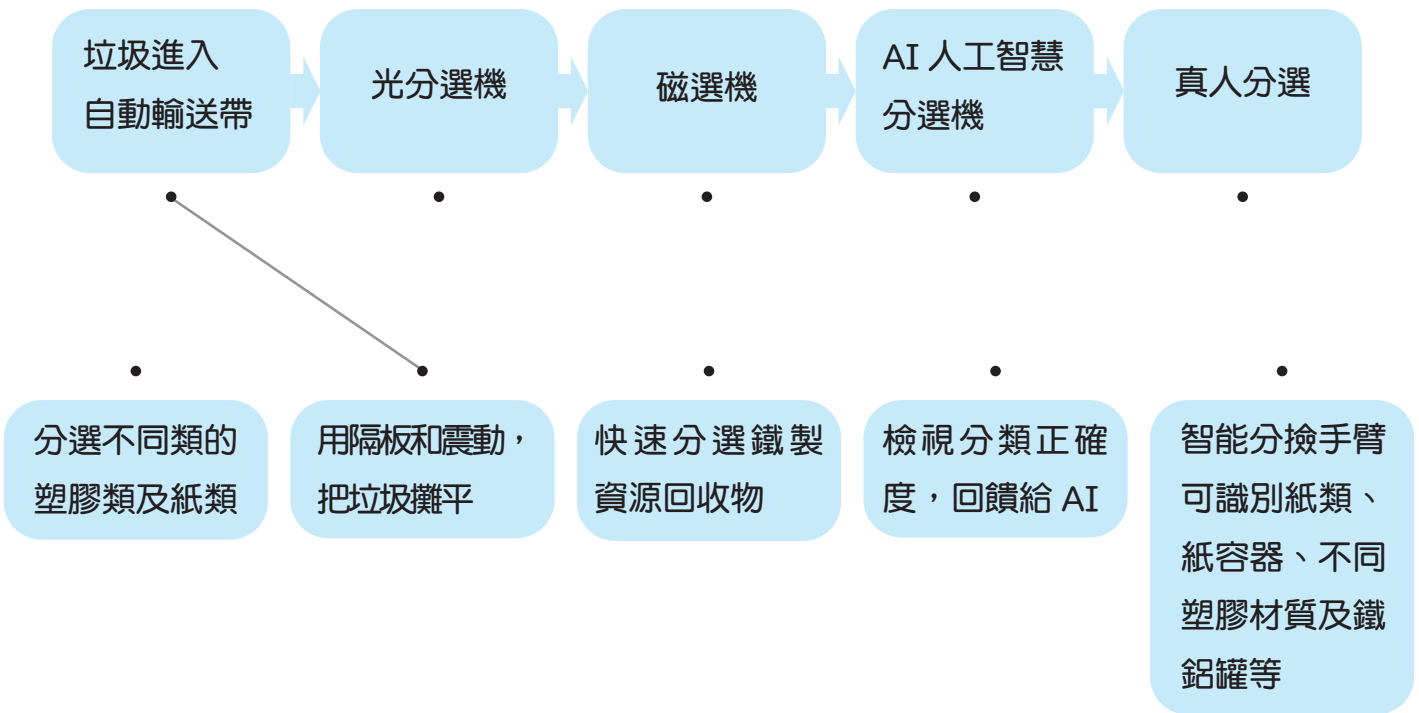 垃圾進入
自動輸送帶
光分選機
磁選機
AI 人工智慧
分選機
真人分選
分選不同類的
塑膠類及紙類
用隔板和震動，
把垃圾攤平
快速分選鐵製
資源回收物
檢視分類正確
度，回饋給 AI
智能分撿手臂
可識別紙類、
紙容器、不同
塑膠材質及鐵
鋁罐等